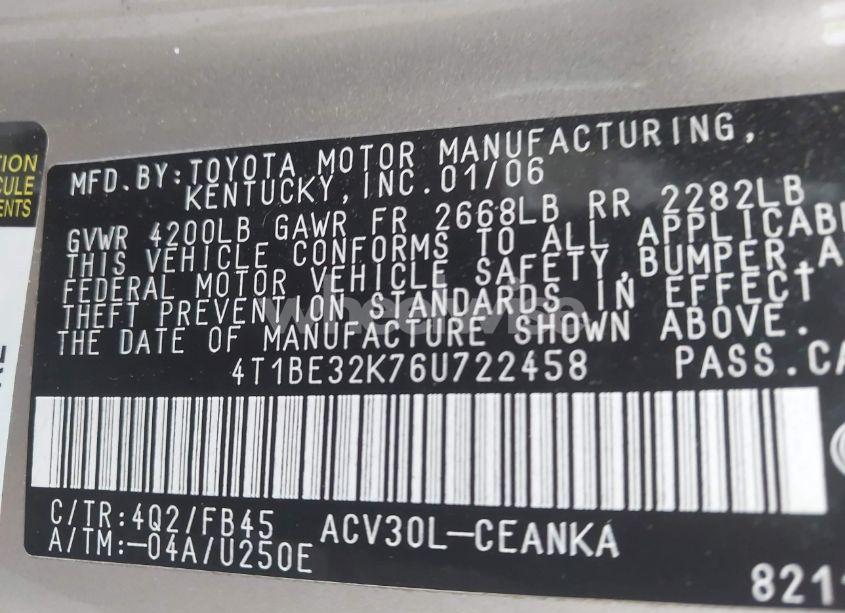 TION
CULE
ENTS
MFD.BY:TOYOTA MOTOR MANUFACTURING,
KENTUCKY,INC.01/06
GVWR 4200LB GAWR FR 2668LB RR 2282LB
THIS VEHICLE CONFORMS TO ALL APPLICABL
FEDERAL MOTOR VEHICLE SAFETY,BUMPER,A
THEFT PREVENTION STANDARDS IN EFFECT
THE DATE OF MANUFACTURE SHOWN ABOVE.
4T1BE32K76U722458 PASS.CA
C/TR:4Q2/FB45 ACV30L-CEANKA
A/TM:-04A/U250E
821